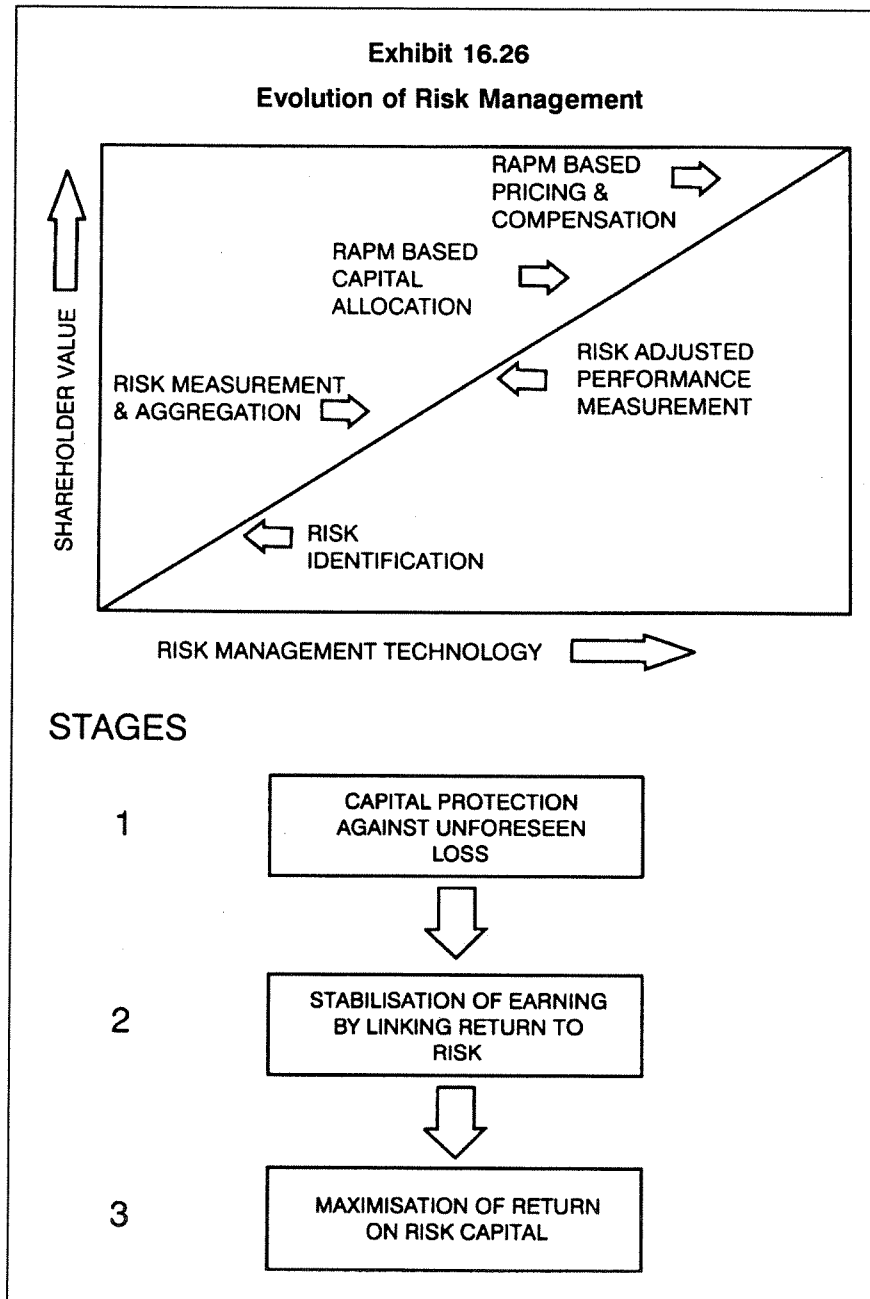 Exhibit 16.26
Evolution of Risk Management
SHAREHOLDER VALUE
RAPM BASED
PRICING &
COMPENSATION
RAPM BASED
CAPITAL
ALLOCATION
RISK ADJUSTED
PERFORMANCE
MEASUREMENT
RISK MEASUREMENT
& AGGREGATION
RISK
IDENTIFICATION
RISK MANAGEMENT TECHNOLOGY
STAGES
1
CAPITAL PROTECTION
AGAINST UNFORESEEN
LOSS
2
STABILISATION OF EARNING
BY LINKING RETURN TO
RISK
3
MAXIMISATION OF RETURN
ON RISK CAPITAL